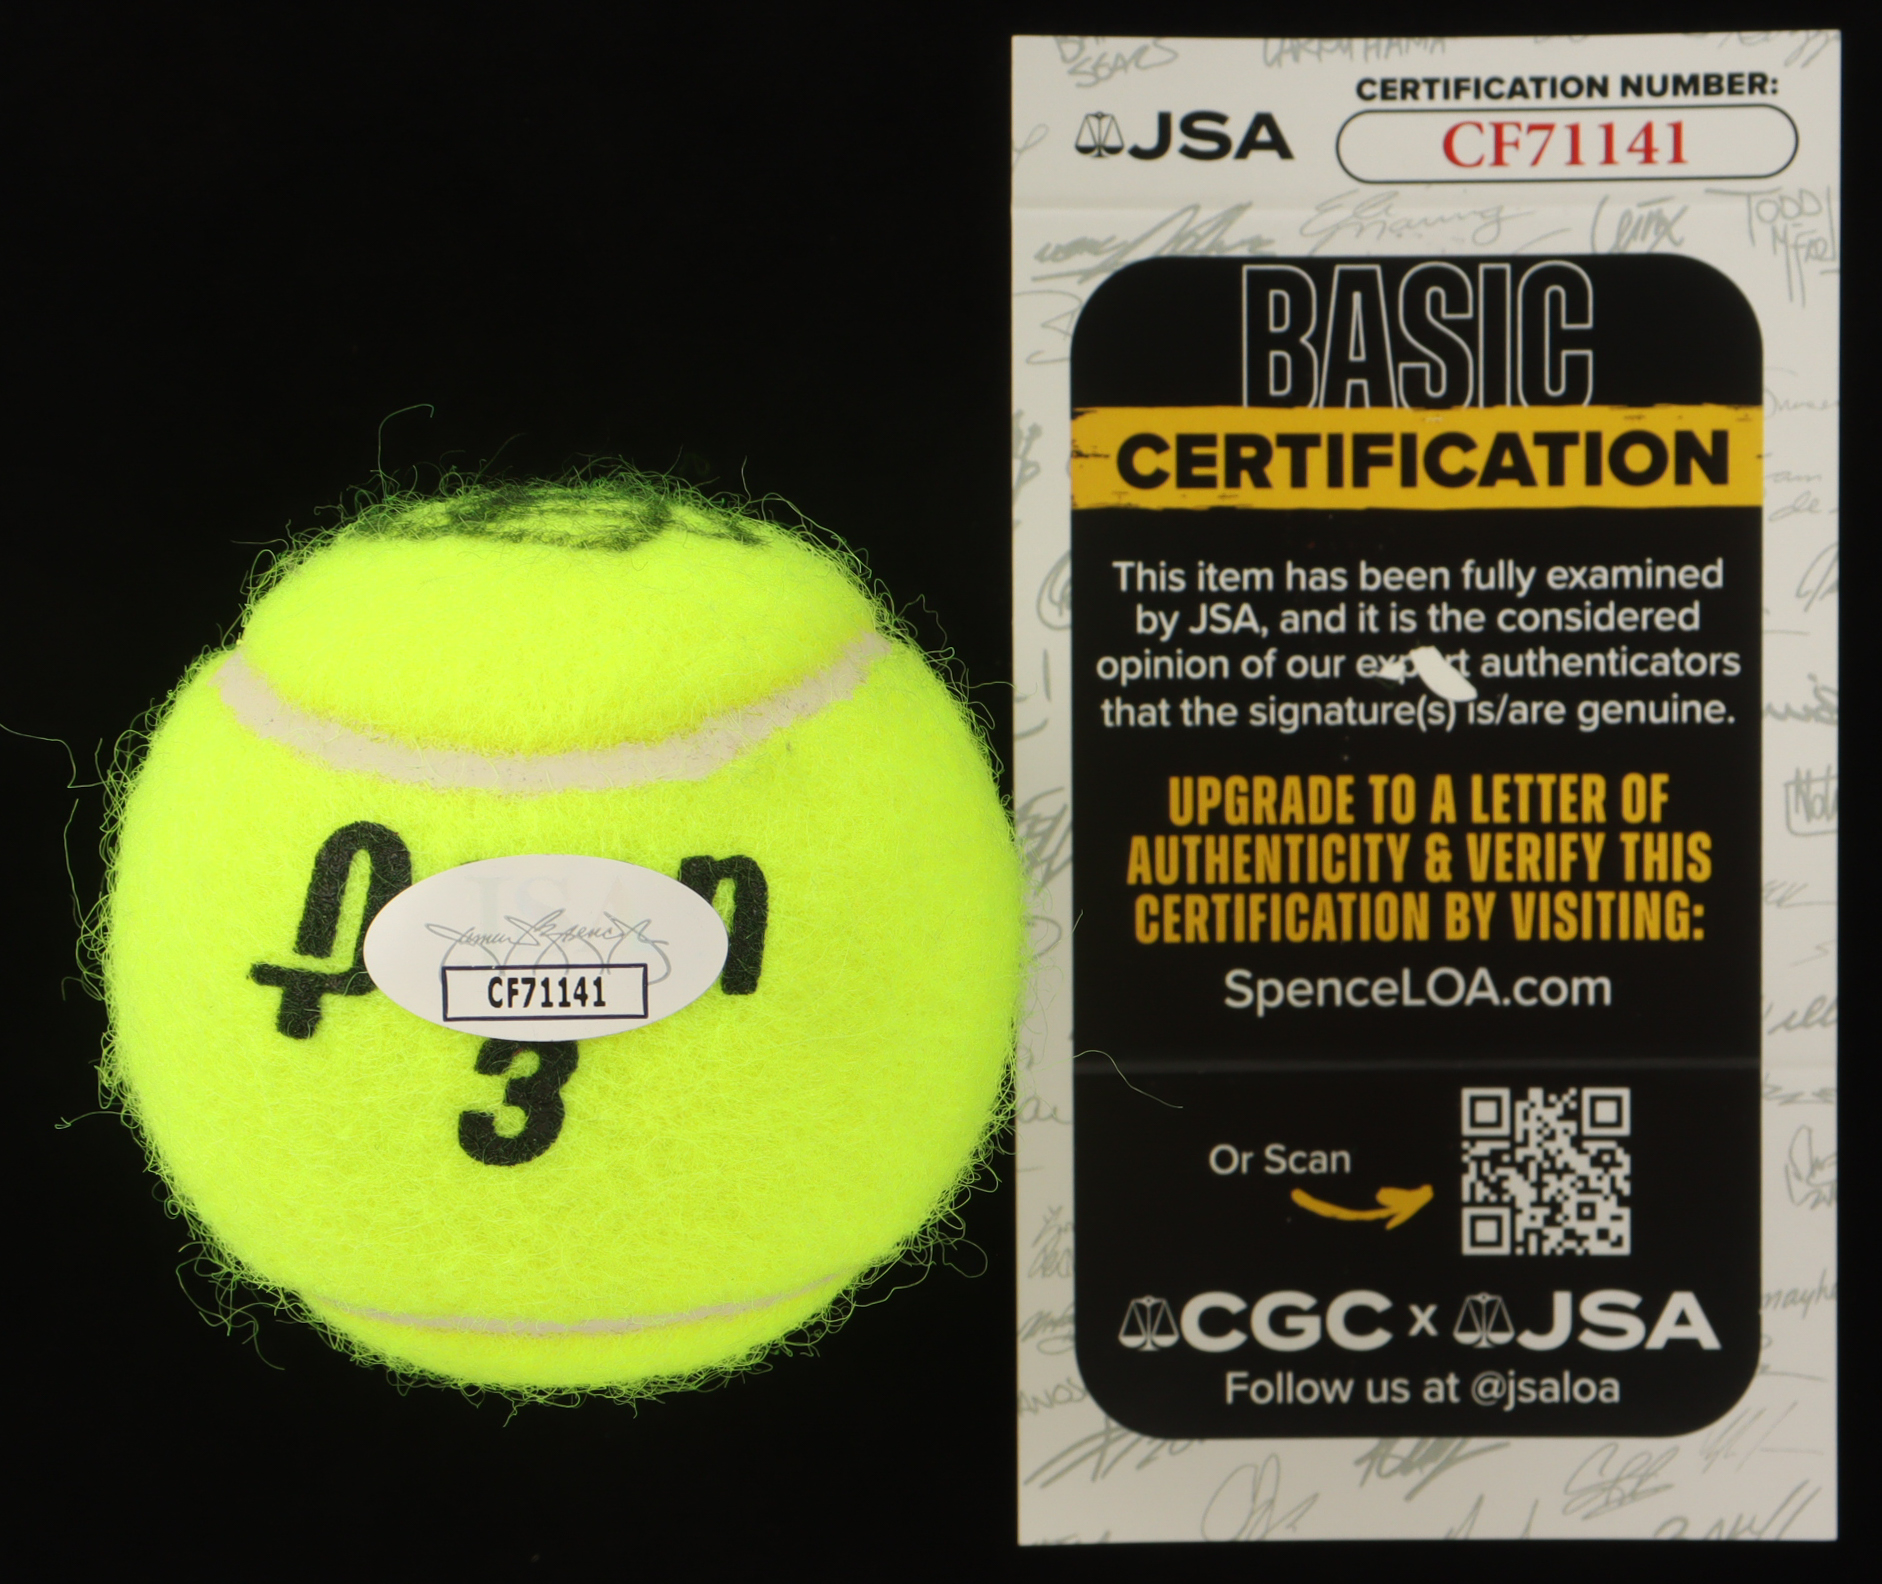 CF71141
3
JSA
CERTIFICATION NUMBER:
CF71141
BASIC
CERTIFICATION
This item has been fully examined
by JSA, and it is the considered
opinion of our expert authenticators
that the signature(s) is/are genuine.
UPGRADE TO A LETTER OF
AUTHENTICITY & VERIFY THIS
CERTIFICATION BY VISITING:
SpenceLOA.com
Or Scan
CGC x JSA
Follow us at @jsaloa